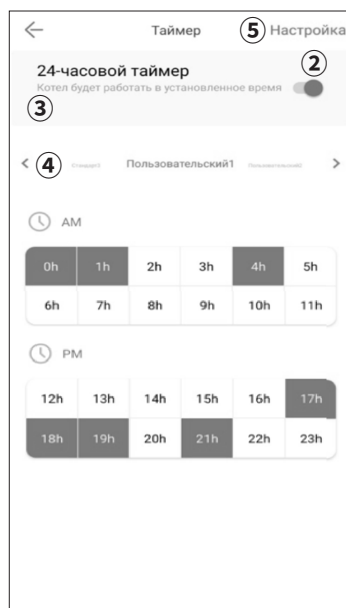 Таймер ⑤ Настройка
24-часовой таймер ②
Котел будет работать в установленное время
③
< ④ Стандарт3 Пользовательский1 Пользовательский2 >
AM
0h 1h 2h 3h 4h 5h
6h 7h 8h 9h 10h 11h
PM
12h 13h 14h 15h 16h 17h
18h 19h 20h 21h 22h 23h